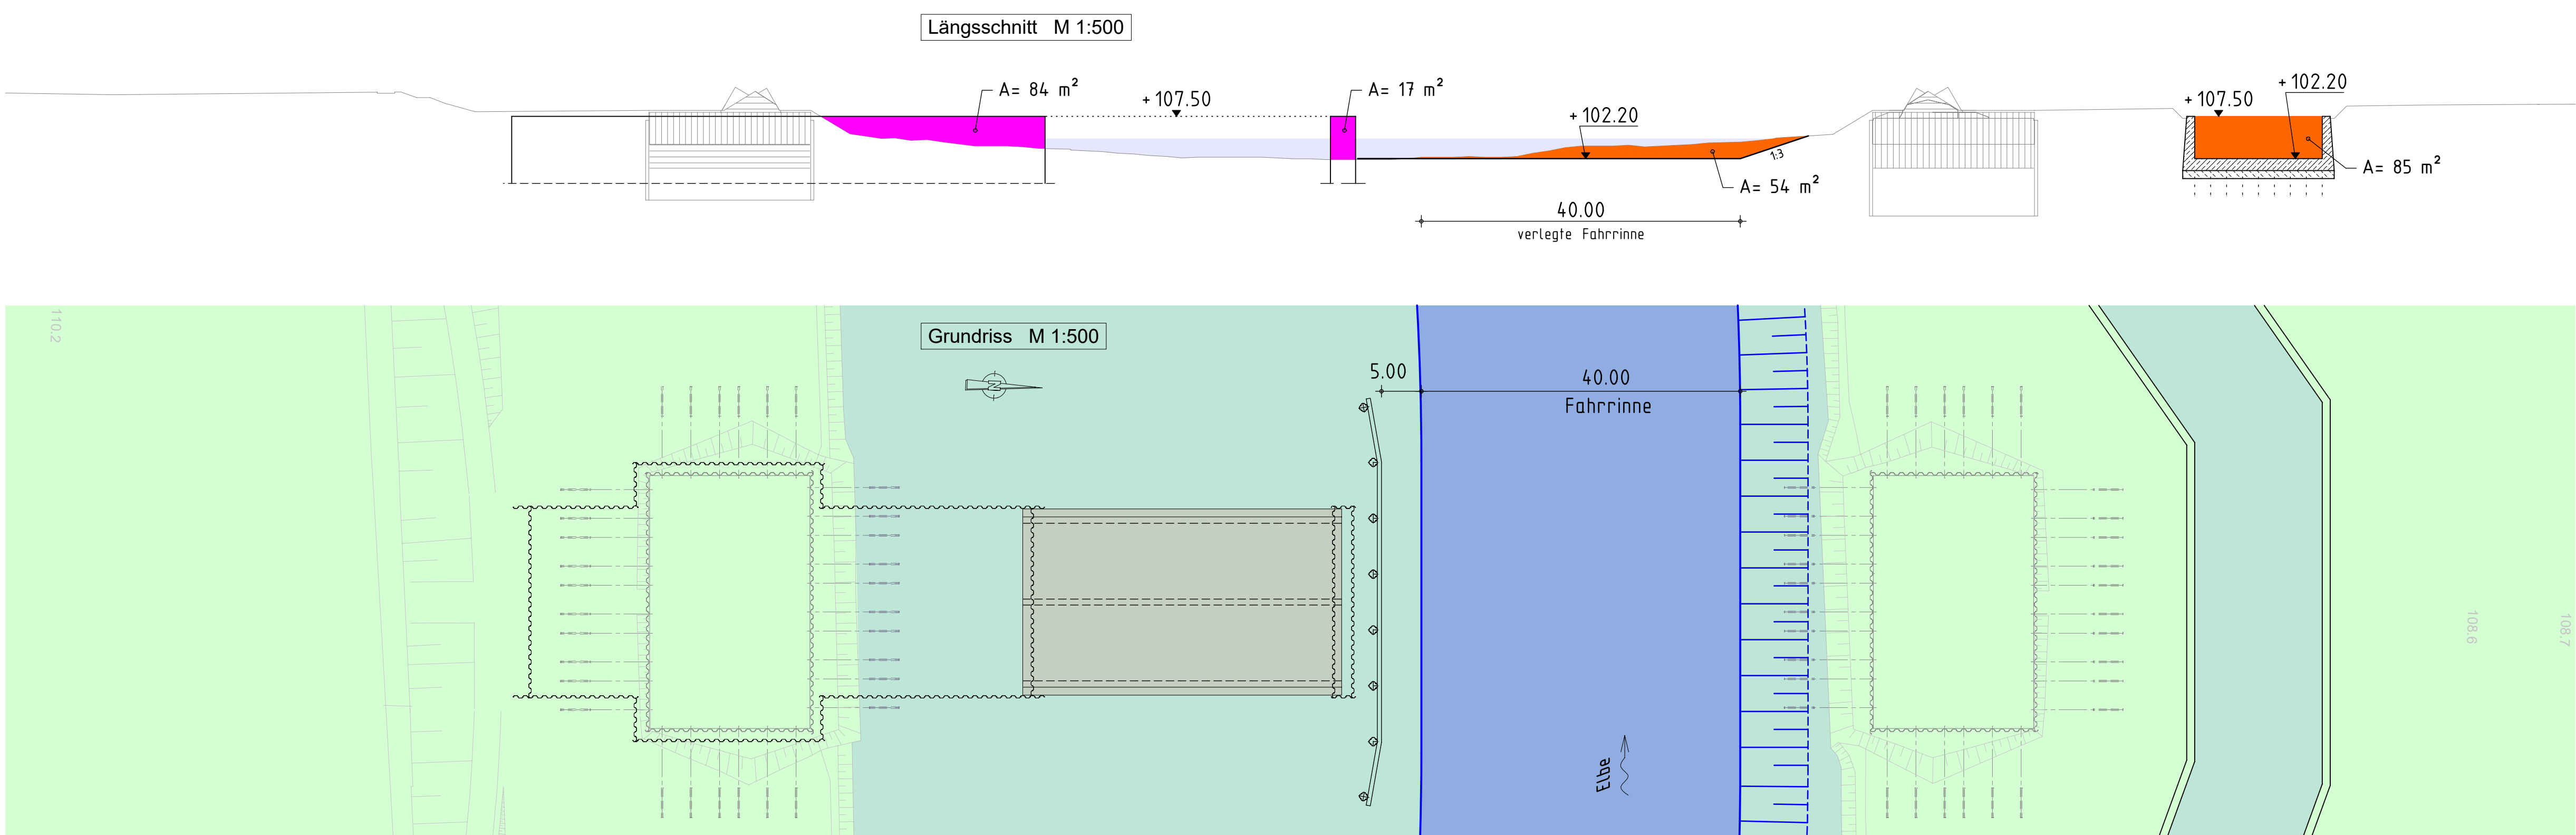 Längsschnitt M 1:500
A= 84 m²
+ 107.50
A= 17 m²
+ 102.20
1:3
A= 54 m²
40.00
verlegte Fahrrinne
+ 107.50
+ 102.20
A= 85 m²
110.2
Grundriss M 1:500
N
5.00
40.00
Fahrrinne
Elbe
108.6
108.7